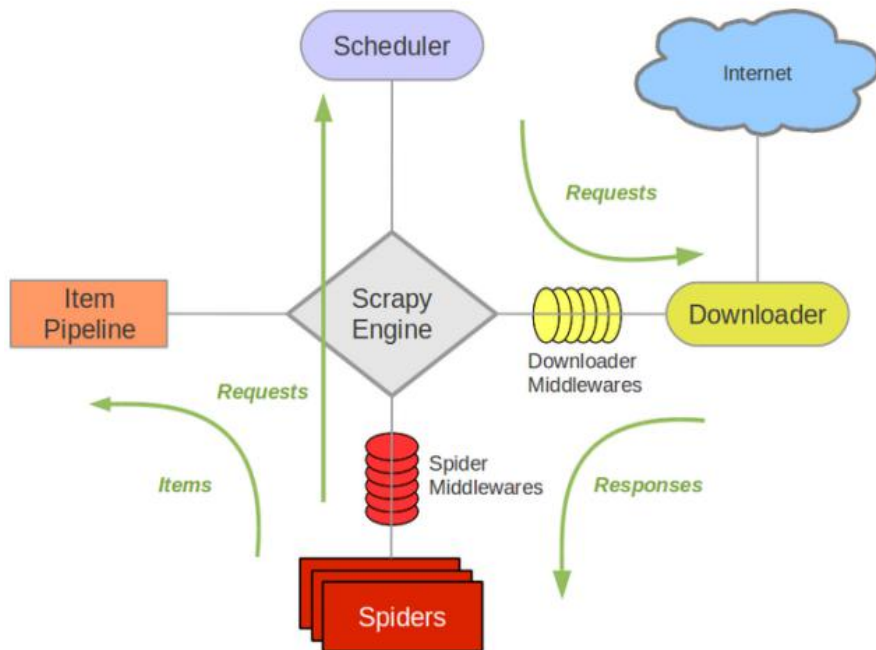 Scheduler
Internet
Requests
Item
Pipeline
Scrapy
Engine
Downloader
Downloader
Middlewares
Requests
Items
Spider
Middlewares
Responses
Spiders